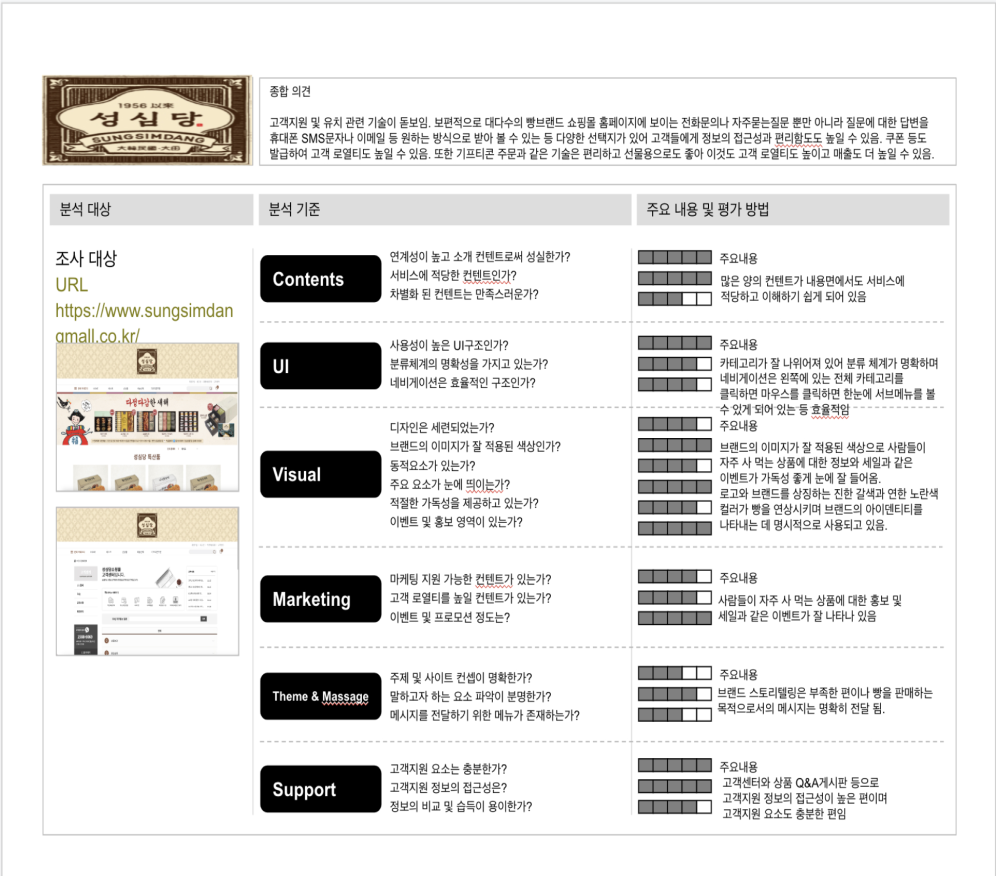 1956 以來
성심당
SUNGSIMDANG
大韓民國·大田
종합 의견
고객지원 및 유치 관련 기술이 돋보임. 보편적으로 대다수의 빵브랜드 쇼핑몰 홈페이지에 보이는 전화문의나 자주묻는질문 뿐만 아니라 질문에 대한 답변을
휴대폰 SMS문자나 이메일 등 원하는 방식으로 받아 볼 수 있는 등 다양한 선택지가 있어 고객들에게 정보의 접근성과 편리함도도 높일 수 있음. 쿠폰 등도
발급하여 고객 로열티도 높일 수 있음. 또한 기프티콘 주문과 같은 기술은 편리하고 선물용으로도 좋아 이것도 고객 로열티도 높이고 매출도 더 높일 수 있음.
분석 대상
분석 기준
주요 내용 및 평가 방법
조사 대상
URL
https://www.sungsimdan
gmall.co.kr/
다정다감한 새해
성심당 특산품
Contents
연계성이 높고 소개 컨텐트로써 성실한가?
서비스에 적당한 컨텐트인가?
차별화 된 컨텐트는 만족스러운가?
주요내용
많은 양의 컨텐트가 내용면에서도 서비스에
적당하고 이해하기 쉽게 되어 있음
UI
사용성이 높은 UI구조인가?
분류체계의 명확성을 가지고 있는가?
네비게이션은 효율적인 구조인가?
주요내용
카테고리가 잘 나위어져 있어 분류 체계가 명확하며
네비게이션은 왼쪽에 있는 전체 카테고리를
클릭하면 마우스를 클릭하면 한눈에 서브메뉴를 볼
수 있게 되어 있는 등 효율적임
Visual
디자인은 세련되었는가?
브랜드의 이미지가 잘 적용된 색상인가?
동적요소가 있는가?
주요 요소가 눈에 띄이는가?
적절한 가독성을 제공하고 있는가?
이벤트 및 홍보 영역이 있는가?
주요내용
브랜드의 이미지가 잘 적용된 색상으로 사람들이
자주 사 먹는 상품에 대한 정보와 세일과 같은
이벤트가 가독성 좋게 눈에 잘 들어옴.
로고와 브랜드를 상징하는 진한 갈색과 연한 노란색
컬러가 빵을 연상시키며 브랜드의 아이덴티티를
나타내는 데 명시적으로 사용되고 있음.
Marketing
마케팅 지원 가능한 컨텐트가 있는가?
고객 로열티를 높일 컨텐트가 있는가?
이벤트 및 프로모션 정도는?
주요내용
사람들이 자주 사 먹는 상품에 대한 홍보 및
세일과 같은 이벤트가 잘 나타나 있음
Theme & Massage
주제 및 사이트 컨셉이 명확한가?
말하고자 하는 요소 파악이 분명한가?
메시지를 전달하기 위한 메뉴가 존재하는가?
주요내용
브랜드 스토리텔링은 부족한 편이나 빵을 판매하는
목적으로서의 메시지는 명확히 전달 됨.
Support
고객지원 요소는 충분한가?
고객지원 정보의 접근성은?
정보의 비교 및 습득이 용이한가?
주요내용
고객센터와 상품 Q&A게시판 등으로
고객지원 정보의 접근성이 높은 편이며
고객지원 요소도 충분한 편임